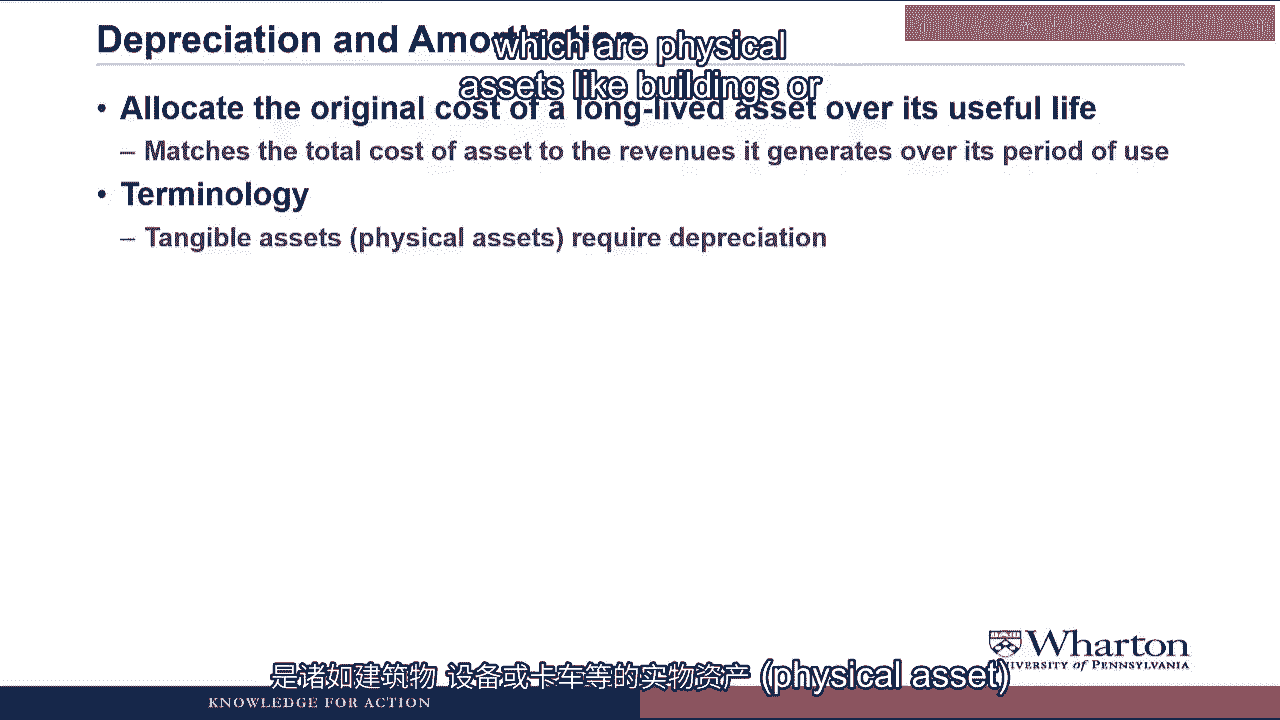 Depreciation and Amortization
which are physical
assets like buildings or
• Allocate the original cost of a long-lived asset over its useful life
– Matches the total cost of asset to the revenues it generates over its period of use
• Terminology
– Tangible assets (physical assets) require depreciation
Wharton
UNIVERSITY of PENNSYLVANIA
是诸如建筑物 设备或卡车等的实物资产 (physical asset)
KNOWLEDGE FOR ACTION